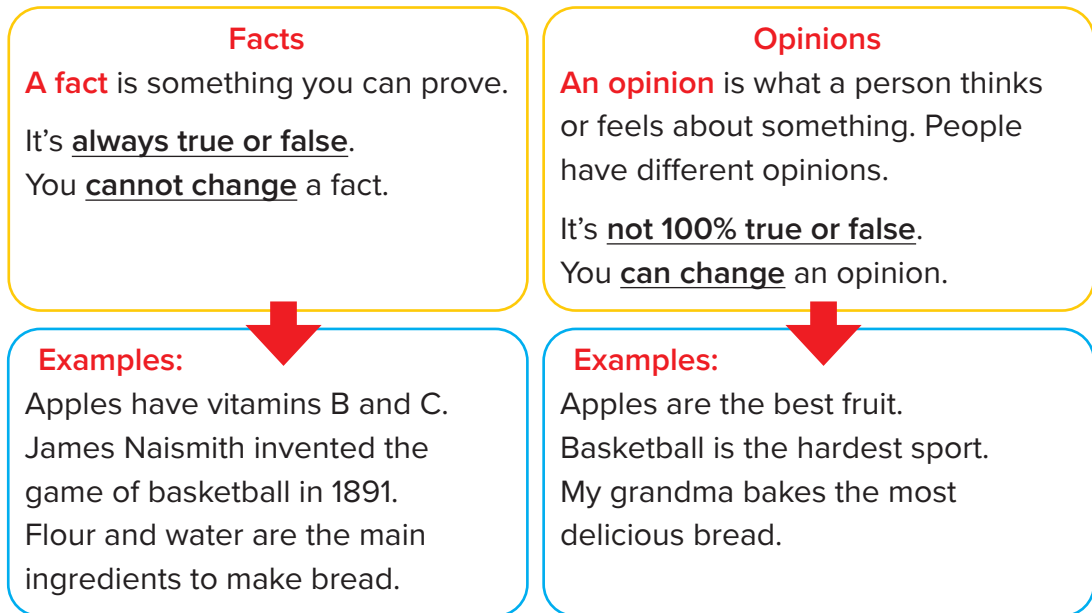 Facts
A fact is something you can prove.
It’s always true or false.
You cannot change a fact.
Examples:
Apples have vitamins B and C.
James Naismith invented the
game of basketball in 1891.
Flour and water are the main
ingredients to make bread.
Opinions
An opinion is what a person thinks
or feels about something. People
have different opinions.
It’s not 100% true or false.
You can change an opinion.
Examples:
Apples are the best fruit.
Basketball is the hardest sport.
My grandma bakes the most
delicious bread.